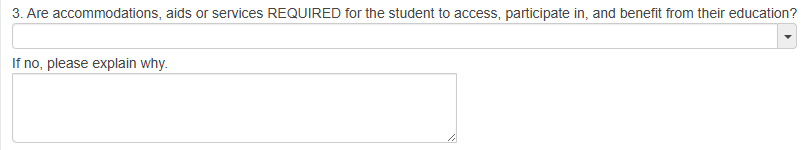 3. Are accommodations, aids or services REQUIRED for the student to access, participate in, and benefit from their education?
If no, please explain why.